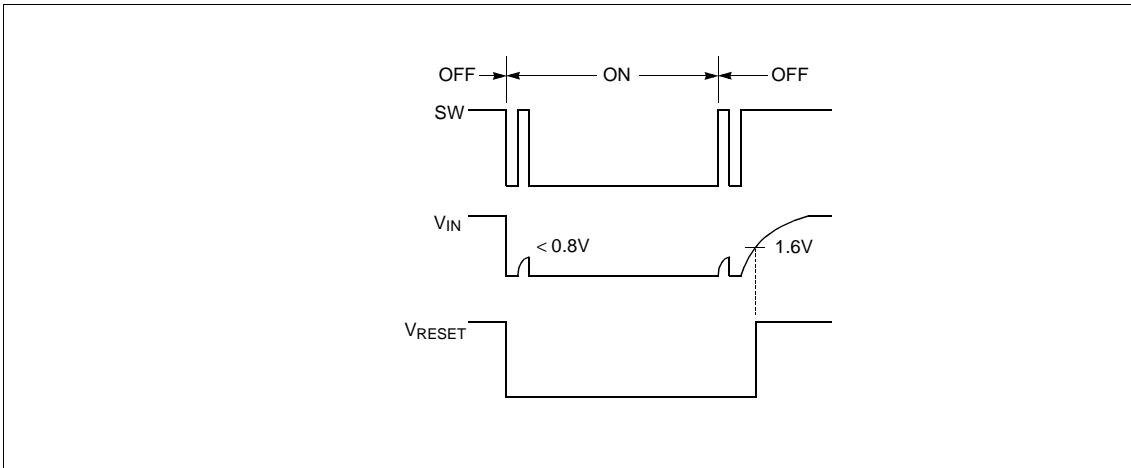 OFF ON OFF
SW
VIN
< 0.8V
1.6V
VRESET